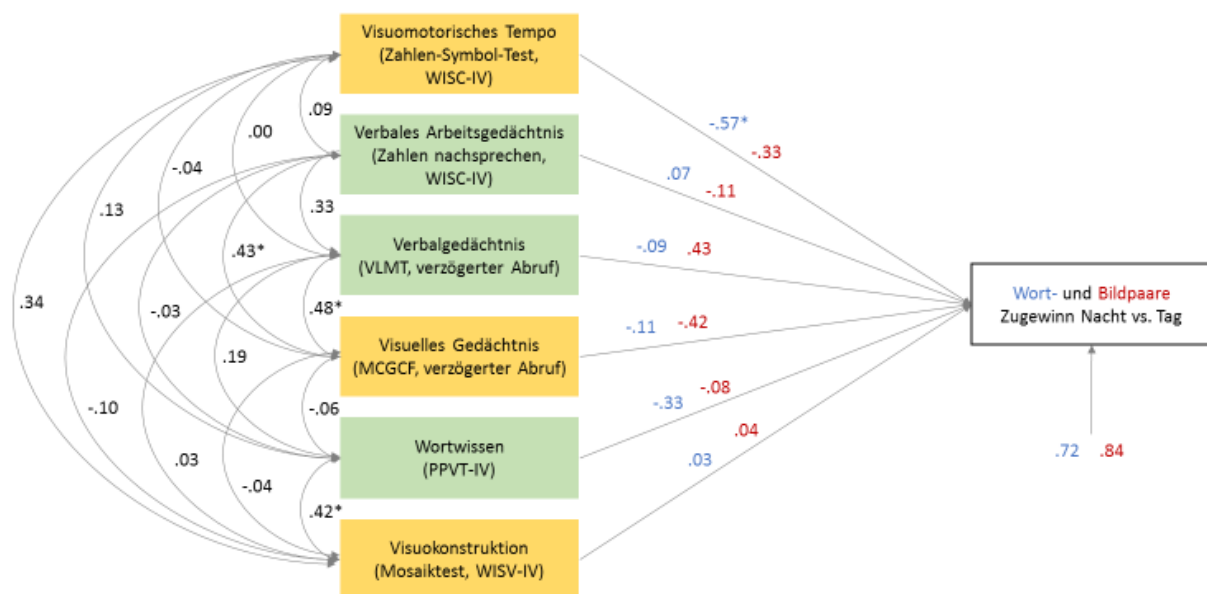 Visuomotorisches Tempo
(Zahlen-Symbol-Test,
WISC-IV)
Verbales Arbeitsgedächtnis
(Zahlen nachsprechen,
WISC-IV)
Verbalgedächtnis
(VLMT, verzögerter Abruf)
Visuelles Gedächtnis
(MCGCF, verzögerter Abruf)
Wortwissen
(PPVT-IV)
Visuokonstruktion
(Mosaiktest, WISV-IV)
.09
.00
-.04
.13
.34
.33
.43*
-.03
-.10
.48*
.19
.03
-.06
-.04
.42*
-.57*
-.33
.07
-.11
-.09
.43
-.11
-.42
-.33
-.08
.03
.04
Wort- und Bildpaare
Zugewinn Nacht vs. Tag
.72
.84